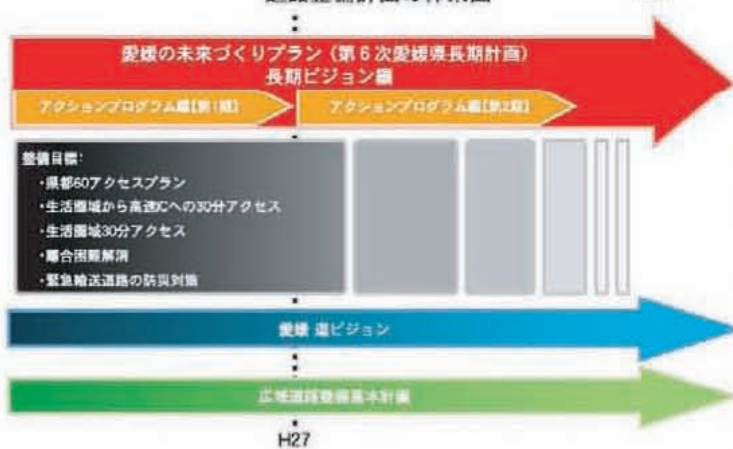 愛媛の未来づくりプラン（第６次愛媛県長期計画）
長期ビジョン編
アクションプログラム編【第1期】
アクションプログラム編【第2期】
整備目標：
・県都60アクセスプラン
・生活圏域から高速ICへの30分アクセス
・生活圏域30分アクセス
・離合困難解消
・緊急輸送道路の防災対策
愛媛 道ビジョン
広域道路整備基本計画
H27